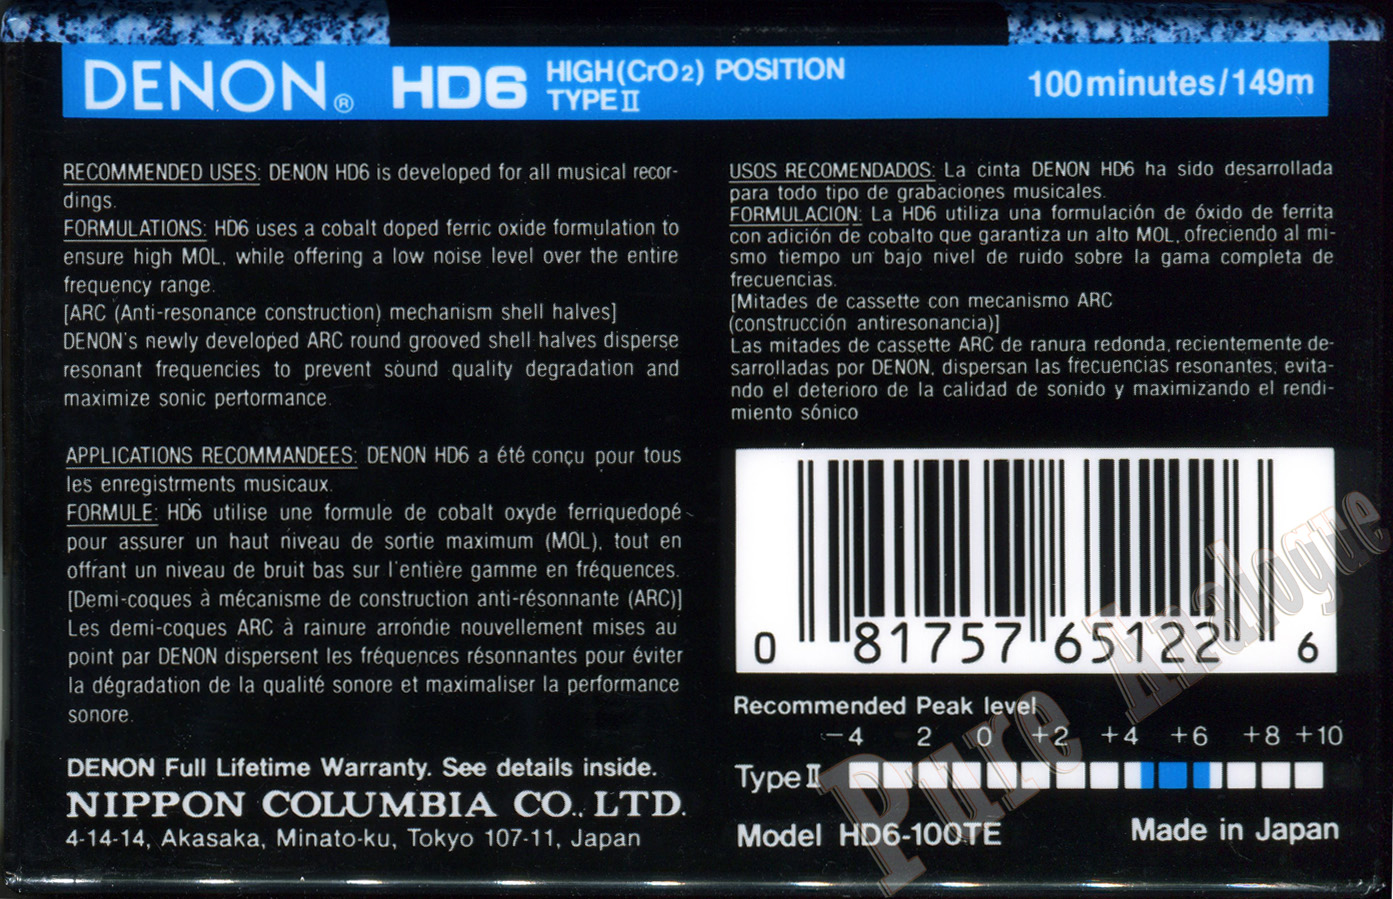 DENON® HD6 HIGH(CrO2) POSITION
TYPE II
100minutes/149m
RECOMMENDED USES: DENON HD6 is developed for all musical recor-
dings.
FORMULATIONS: HD6 uses a cobalt doped ferric oxide formulation to
ensure high MOL, while offering a low noise level over the entire
frequency range.
[ARC (Anti-resonance construction) mechanism shell halves]
DENON's newly developed ARC round grooved shell halves disperse
resonant frequencies to prevent sound quality degradation and
maximize sonic pertormance.
APPLICATIONS RECOMMANDEES: DENON HD6 a été conçu pour tous
les enregistrments musicaux.
FORMULE: HD6 utilise une formule de cobalt oxyde ferriquedopé
pour assurer un haut niveau de sortie maximum (MOL), tout en
offrant un niveau de bruit bas sur l'entière gamme en fréquences.
[Demi-coques à mécanisme de construction anti-résonnante (ARC)]
Les demi-coques ARC à rainure arrondie nouvellement mises au
point par DENON dispersent les fréquences résonnantes pour éviter
la dégradation de la qualité sonore et maximaliser la performance
sonore.
DENON Full Lifetime Warranty. See details inside.
NIPPON COLUMBIA CO., LTD.
4-14-14, Akasaka, Minato-ku, Tokyo 107-11, Japan
USOS RECOMENDADOS: La cinta DENON HD6 ha sido desarrollada
para todo tipo de grabaciones musicales.
FORMULACION: La HD6 utiliza una formulación de óxido de ferrita
con adición de cobalto que garantiza un alto MOL, ofreciendo al mi-
smo tiempo un bajo nivel de ruido sobre la gama completa de
frecuencias.
[Mitades de cassette con mecanismo ARC
(construcción antiresonancia)]
Las mitades de cassette ARC de ranura redonda, recientemente de-
sarrolladas por DENON, dispersan las frecuencias resonantes, evita-
ndo el deterioro de la calidad de sonido y maximizando el rendi-
miento sónico
0 81757 65122 6
Recommended Peak level
−4 2 0 +2 +4 +6 +8 +10
Type II
Model HD6-100TE
Made in Japan
Pure Analogue